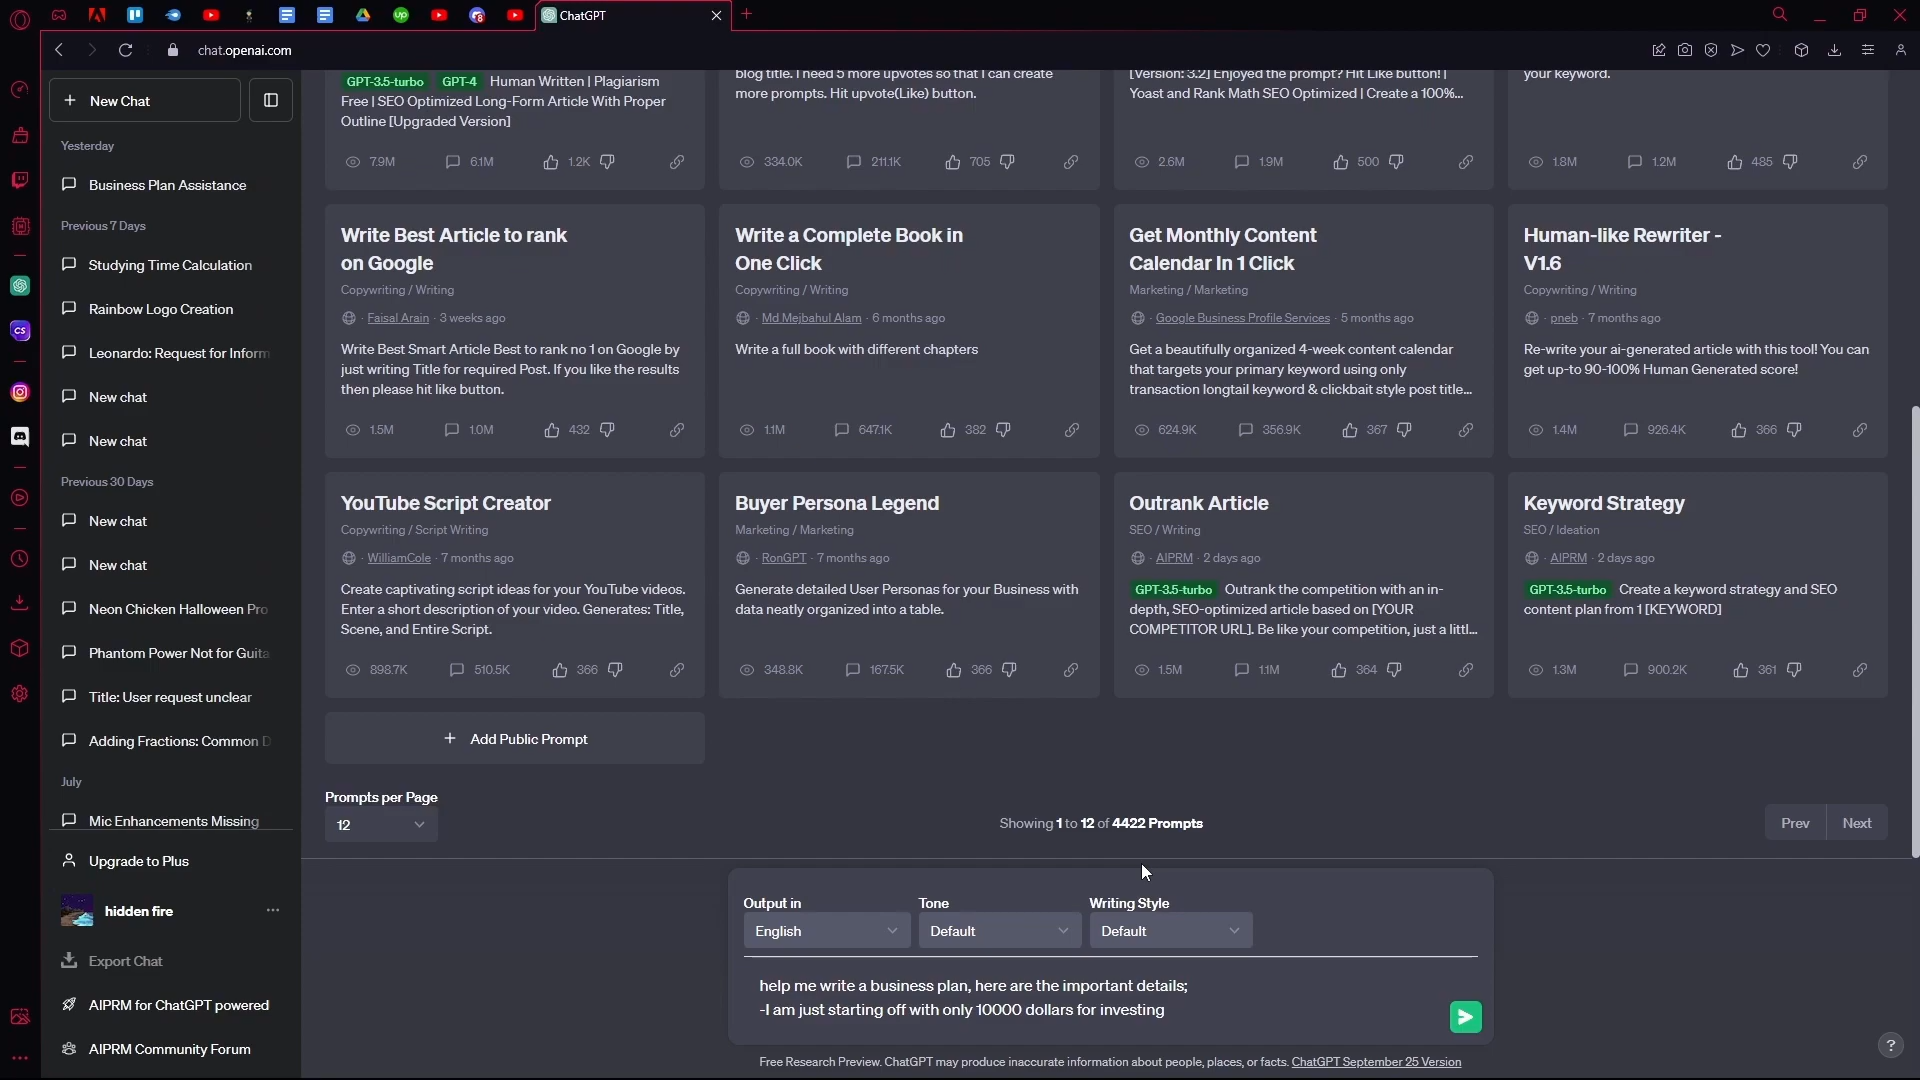 ChatGPT
chat.openai.com
New Chat
Yesterday
Business Plan Assistance
Previous 7 Days
Studying Time Calculation
Rainbow Logo Creation
Leonardo: Request for Inform
New chat
New chat
Previous 30 Days
New chat
New chat
Neon Chicken Halloween Pro
Phantom Power Not for Guita
Title: User request unclear
Adding Fractions: Common D
July
Mic Enhancements Missing
Upgrade to Plus
hidden fire
Export Chat
AIPRM for ChatGPT powered
AIPRM Community Forum
GPT-3.5-turbo GPT-4 Human Written | Plagiarism
Free | SEO Optimized Long-Form Article With Proper
Outline [Upgraded Version]
7.9M 6.1M 1.2K
blog title. I need 5 more upvotes so that I can create
more prompts. Hit upvote(Like) button.
334.0K 211.1K 705
[Version: 3.2] Enjoyed the prompt? Hit Like button! |
Yoast and Rank Math SEO Optimized | Create a 100%...
2.6M 1.9M 500
your keyword.
1.8M 1.2M 485
Write Best Article to rank
on Google
Copywriting / Writing
· Faisal Arain · 3 weeks ago
Write Best Smart Article Best to rank no 1 on Google by
just writing Title for required Post. If you like the results
then please hit like button.
1.5M 1.0M 432
Write a Complete Book in
One Click
Copywriting / Writing
· Md Mejbahul Alam · 6 months ago
Write a full book with different chapters
1.1M 647.1K 382
Get Monthly Content
Calendar In 1 Click
Marketing / Marketing
· Google Business Profile Services · 5 months ago
Get a beautifully organized 4-week content calendar
that targets your primary keyword using only
transaction longtail keyword & clickbait style post title...
624.9K 356.9K 367
Human-like Rewriter -
V1.6
Copywriting / Writing
· pneb · 7 months ago
Re-write your ai-generated article with this tool! You can
get up-to 90-100% Human Generated score!
1.4M 926.4K 366
YouTube Script Creator
Copywriting / Script Writing
· WilliamCole · 7 months ago
Create captivating script ideas for your YouTube videos.
Enter a short description of your video. Generates: Title,
Scene, and Entire Script.
898.7K 510.5K 366
Buyer Persona Legend
Marketing / Marketing
· RonGPT · 7 months ago
Generate detailed User Personas for your Business with
data neatly organized into a table.
348.8K 167.5K 366
Outrank Article
SEO / Writing
· AIPRM · 2 days ago
GPT-3.5-turbo Outrank the competition with an in-
depth, SEO-optimized article based on [YOUR
COMPETITOR URL]. Be like your competition, just a littl...
1.5M 1.1M 364
Keyword Strategy
SEO / Ideation
· AIPRM · 2 days ago
GPT-3.5-turbo Create a keyword strategy and SEO
content plan from 1 [KEYWORD]
1.3M 900.2K 361
+ Add Public Prompt
Prompts per Page
12
Showing 1 to 12 of 4422 Prompts
Prev Next
Output in Tone Writing Style
English Default Default
help me write a business plan, here are the important details;
-I am just starting off with only 10000 dollars for investing
Free Research Preview. ChatGPT may produce inaccurate information about people, places, or facts. ChatGPT September 25 Version
?